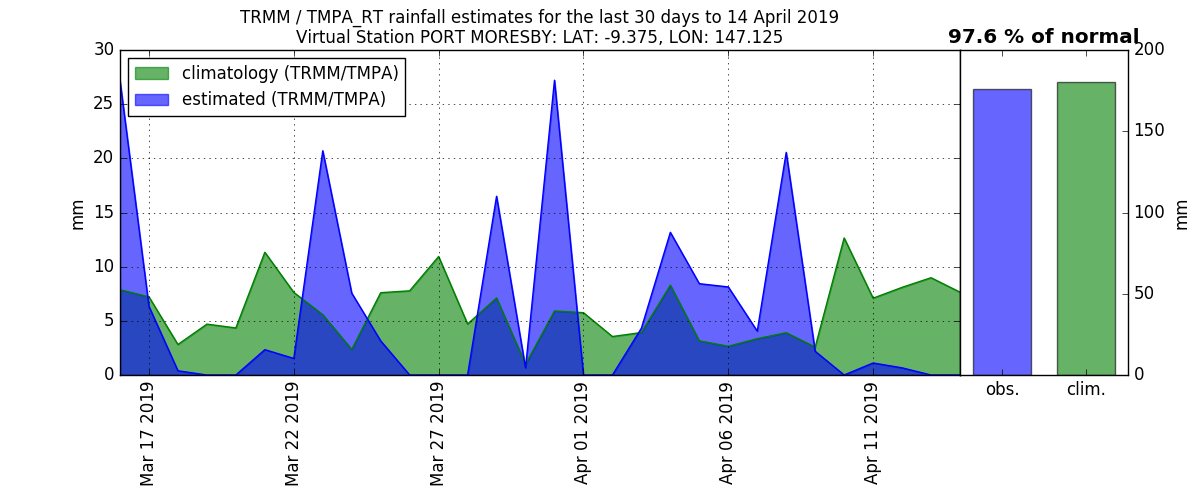 TRMM / TMPA_RT rainfall estimates for the last 30 days to 14 April 2019
Virtual Station PORT MORESBY: LAT: -9.375, LON: 147.125
97.6 % of normal
climatology (TRMM/TMPA)
estimated (TRMM/TMPA)
30
25
20
15
10
5
0
mm
200
150
100
50
0
mm
Mar 17 2019
Mar 22 2019
Mar 27 2019
Apr 01 2019
Apr 06 2019
Apr 11 2019
obs.
clim.